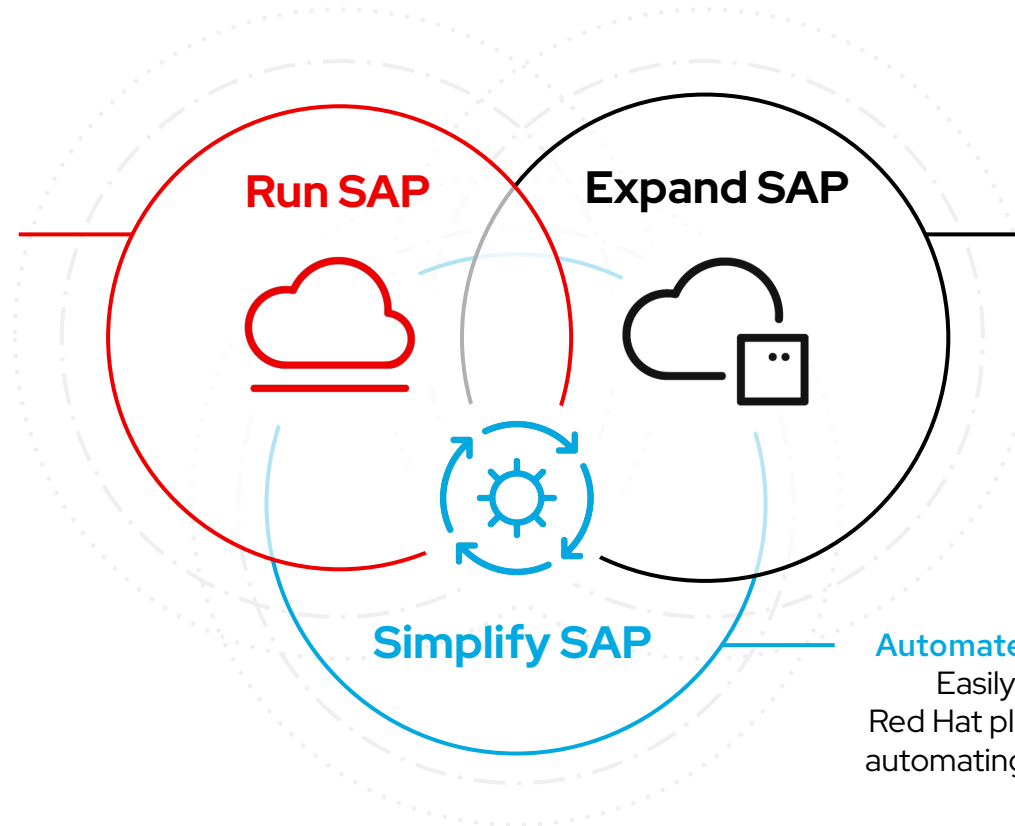 Run SAP
Expand SAP
Simplify SAP
Automate
Easily
Red Hat pl
automating